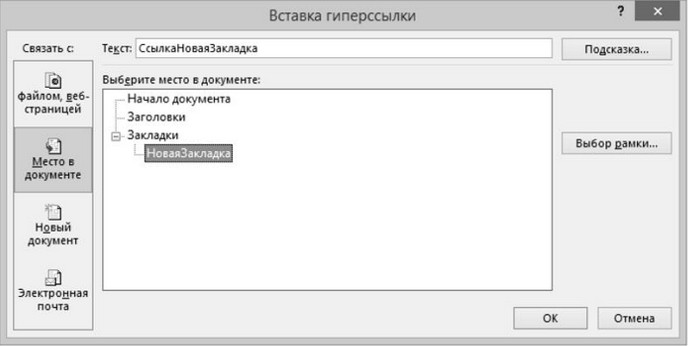 Вставка гиперссылки
?
Связать с:
Текст:
СсылкаНоваяЗакладка
Подсказка...
файлом, веб-
страницей
Выберите место в документе:
Начало документа
Заголовки
Закладки
НоваяЗакладка
Выбор рамки...
Место в
документе
Новый
документ
Электронная
почта
ОК
Отмена